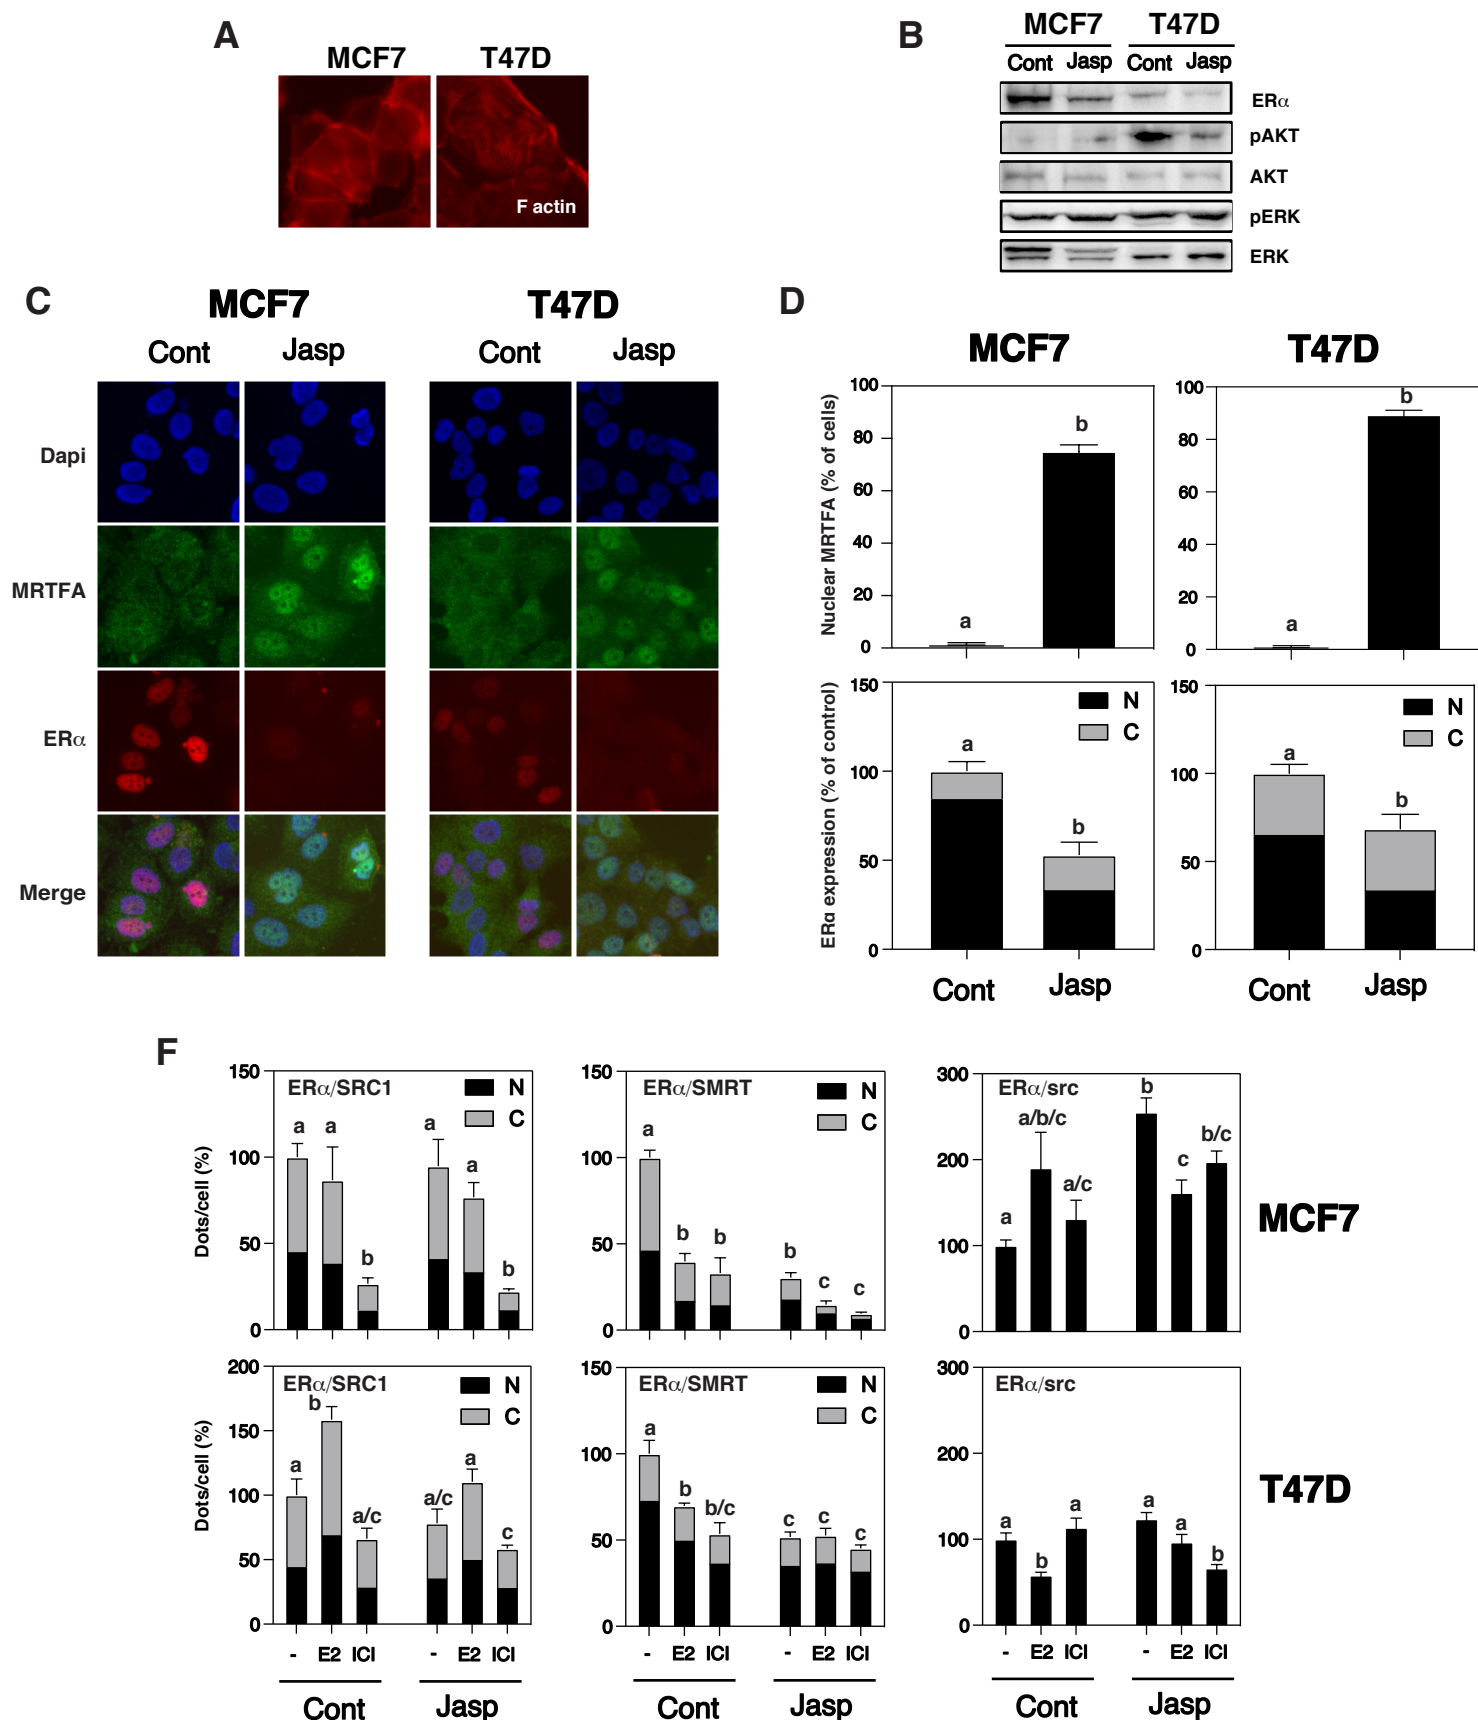 A
MCF7 T47D
F actin
B
MCF7 T47D
Cont Jasp Cont Jasp
ERα
pAKT
AKT
pERK
ERK
C
MCF7 T47D
Cont Jasp Cont Jasp
Dapi
MRTFA
ERα
Merge
D
MCF7 T47D
Nuclear MRTFA (% of cells)
100
80
60
40
20
0
a b
100
80
60
40
20
0
a b
ERα expression (% of control)
150
100
50
0
N
C
a b
150
100
50
0
N
C
a b
Cont Jasp Cont Jasp
F
Dots/cell (%)
150
100
50
0
ERα/SRC1
N
C
a a b a a b
150
100
50
0
ERα/SMRT
N
C
a b b b c c
300
200
100
0
ERα/src
a a/b/c a/c b c b/c
MCF7
Dots/cell (%)
200
150
100
50
0
ERα/SRC1
N
C
a b a/c a/c a c
150
100
50
0
ERα/SMRT
N
C
a b b/c c c c
300
200
100
0
ERα/src
a b a a a b
T47D
- E2 ICI - E2 ICI
Cont Jasp
- E2 ICI - E2 ICI
Cont Jasp
- E2 ICI - E2 ICI
Cont Jasp